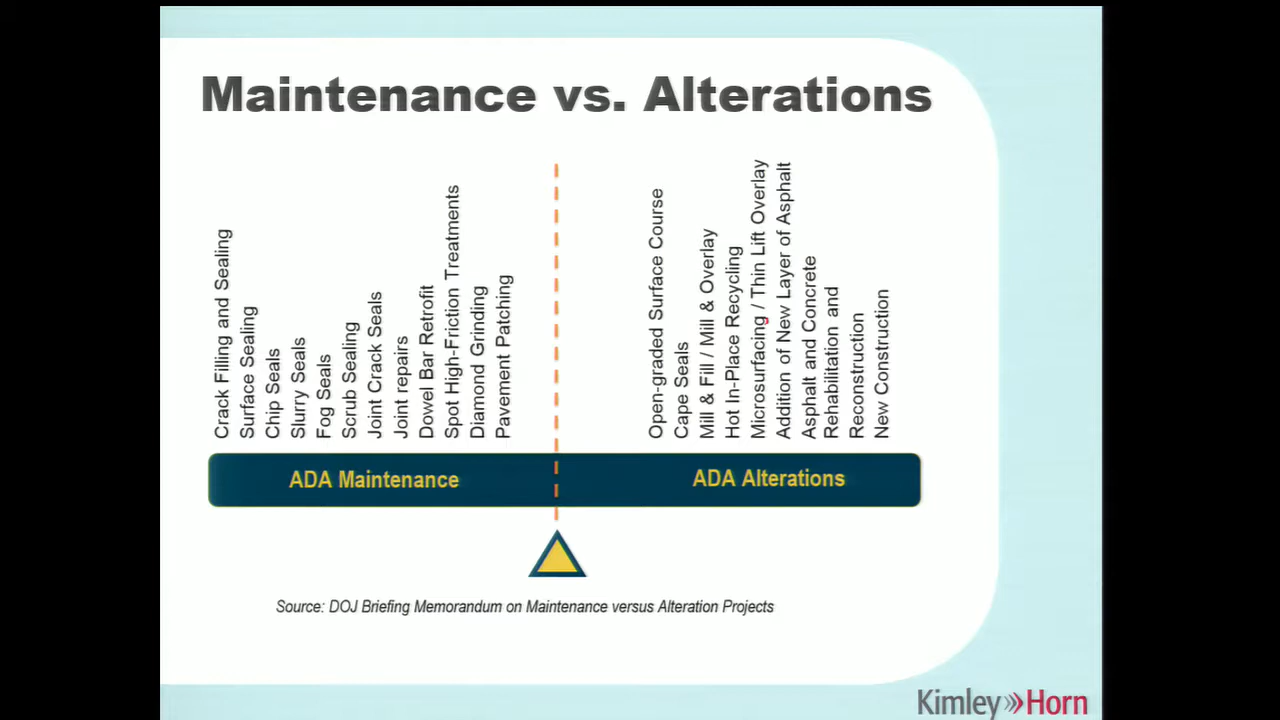 Maintenance vs. Alterations
Crack Filling and Sealing
Surface Sealing
Chip Seals
Slurry Seals
Fog Seals
Scrub Sealing
Joint Crack Seals
Joint repairs
Dowel Bar Retrofit
Spot High-Friction Treatments
Diamond Grinding
Pavement Patching
Open-graded Surface Course
Cape Seals
Mill & Fill / Mill & Overlay
Hot In-Place Recycling
Microsurfacing / Thin Lift Overlay
Addition of New Layer of Asphalt
Asphalt and Concrete
Rehabilitation and
Reconstruction
New Construction
ADA Maintenance
ADA Alterations
Source: DOJ Briefing Memorandum on Maintenance versus Alteration Projects
Kimley Horn